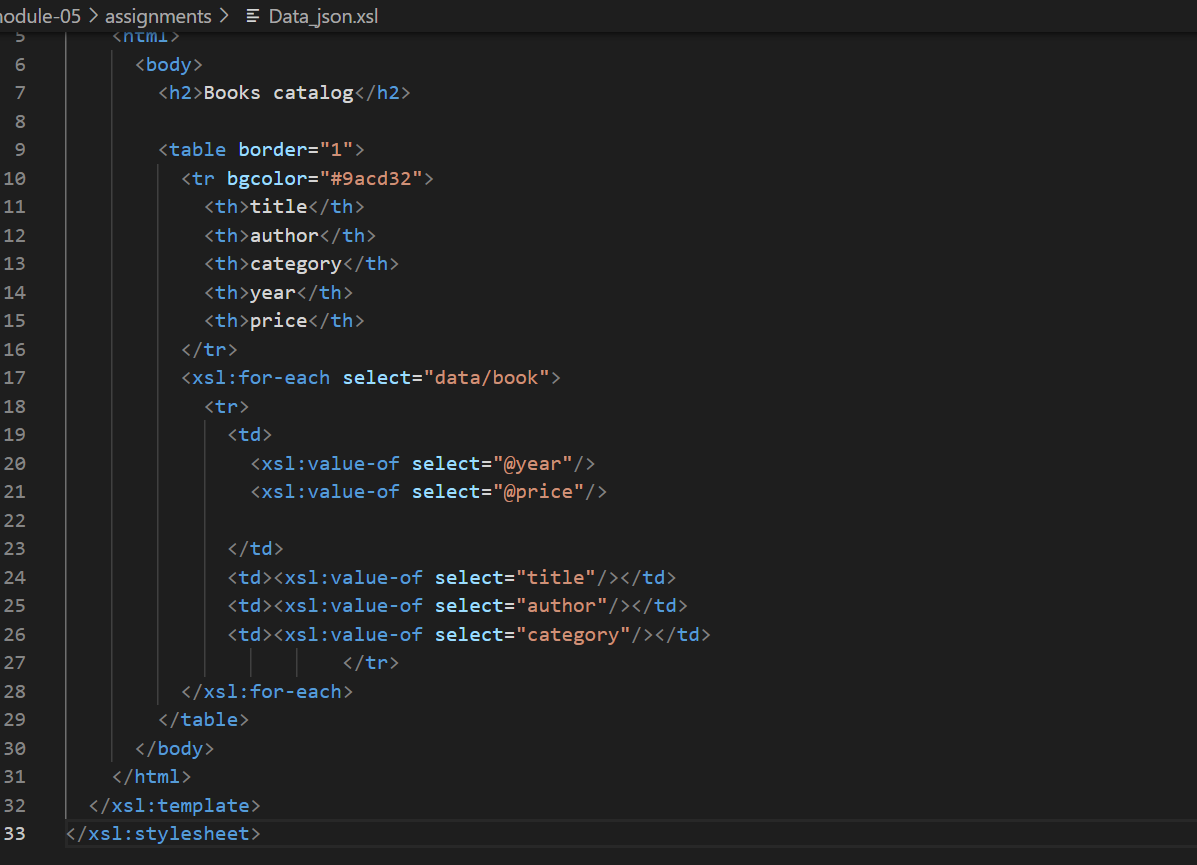 module-05 > assignments > Data_json.xsl
5 <html>
6 <body>
7 <h2>Books catalog</h2>
8
9 <table border="1">
10 <tr bgcolor="#9acd32">
11 <th>title</th>
12 <th>author</th>
13 <th>category</th>
14 <th>year</th>
15 <th>price</th>
16 </tr>
17 <xsl:for-each select="data/book">
18 <tr>
19 <td>
20 <xsl:value-of select="@year"/>
21 <xsl:value-of select="@price"/>
22
23 </td>
24 <td><xsl:value-of select="title"/></td>
25 <td><xsl:value-of select="author"/></td>
26 <td><xsl:value-of select="category"/></td>
27 </tr>
28 </xsl:for-each>
29 </table>
30 </body>
31 </html>
32 </xsl:template>
33 </xsl:stylesheet>